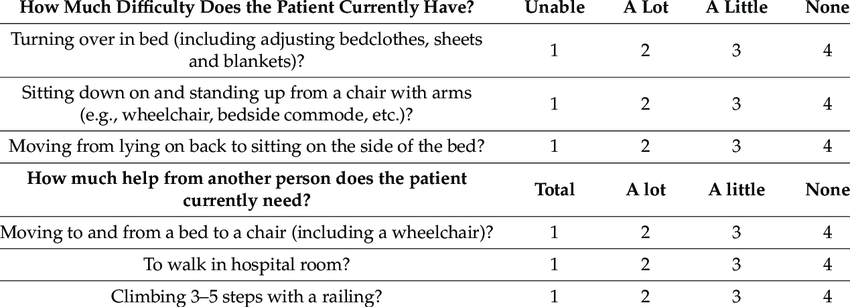 How Much Difficulty Does the Patient Currently Have? Unable A Lot A Little None
Turning over in bed (including adjusting bedclothes, sheets
and blankets)? 1 2 3 4
Sitting down on and standing up from a chair with arms
(e.g., wheelchair, bedside commode, etc.)? 1 2 3 4
Moving from lying on back to sitting on the side of the bed? 1 2 3 4
How much help from another person does the patient
currently need? Total A lot A little None
Moving to and from a bed to a chair (including a wheelchair)? 1 2 3 4
To walk in hospital room? 1 2 3 4
Climbing 3–5 steps with a railing? 1 2 3 4